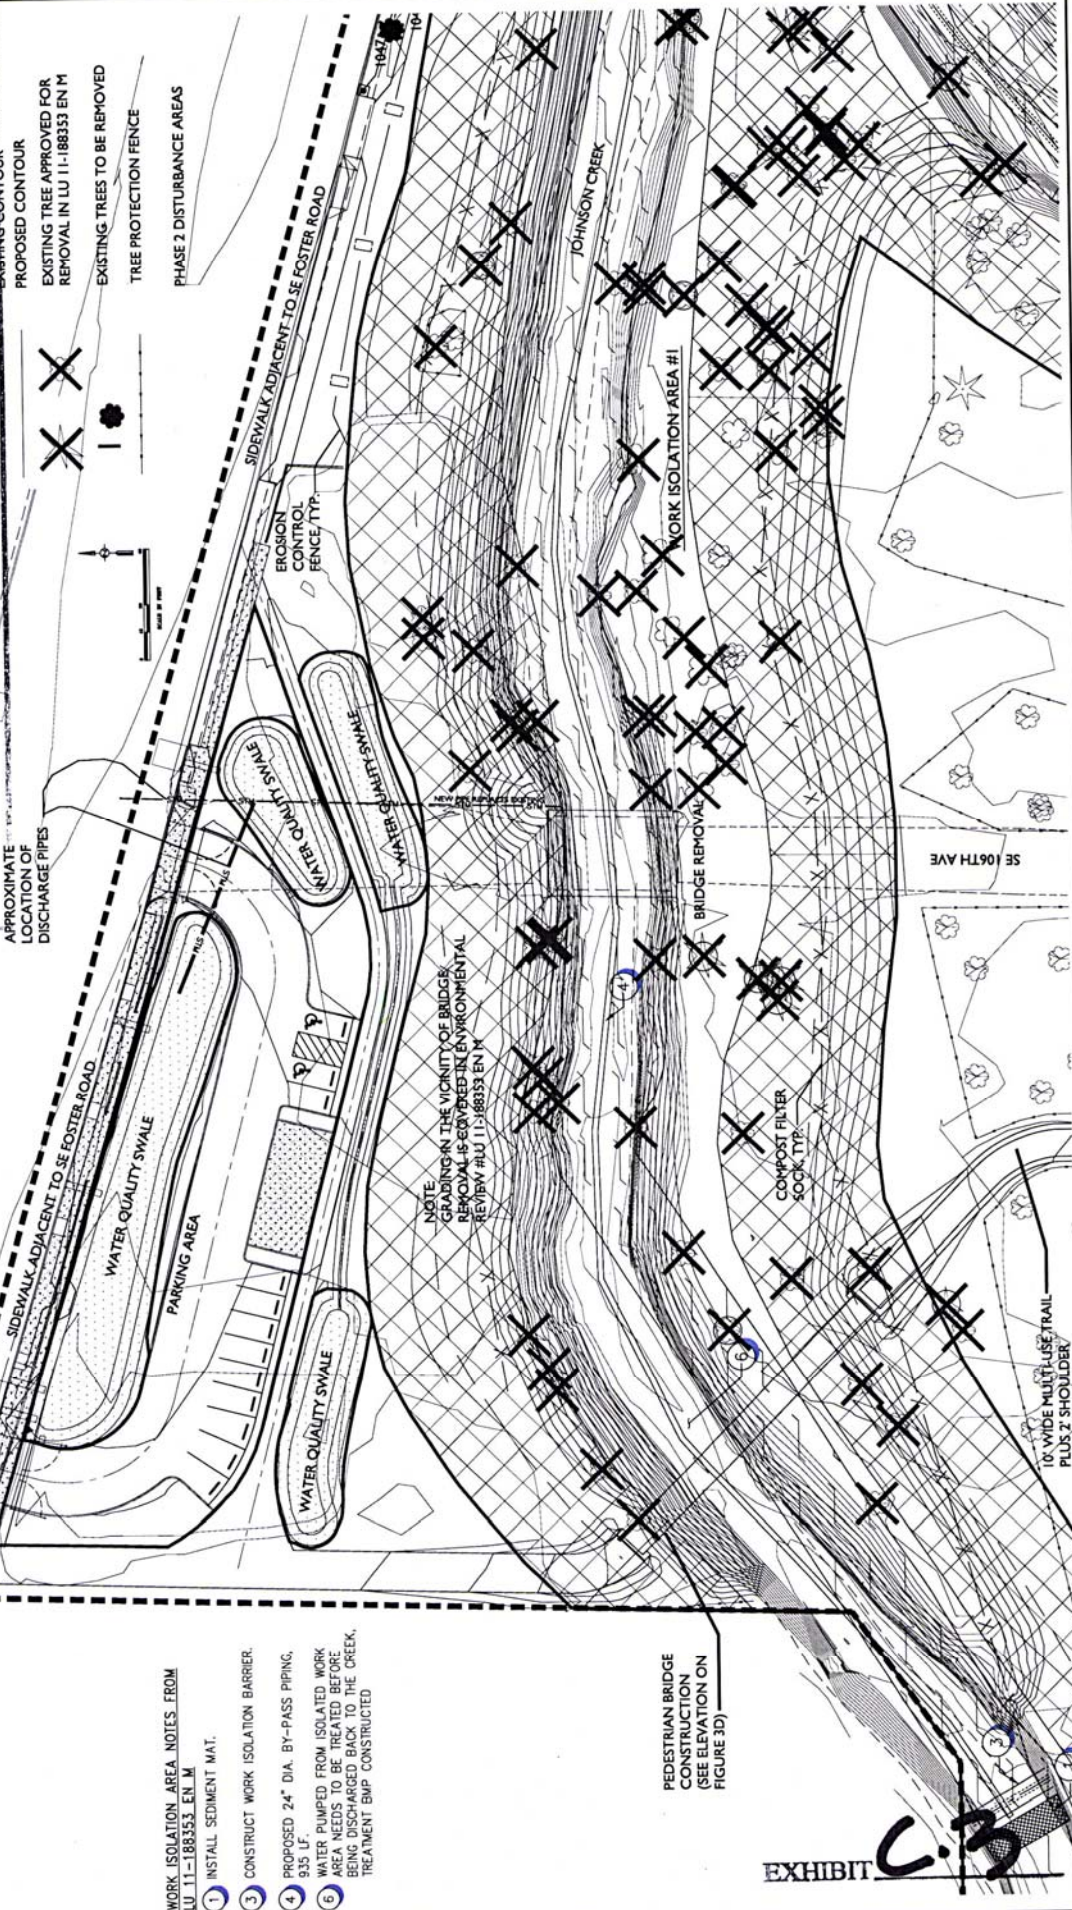 PROPOSED CONTOUR
EXISTING TREE APPROVED FOR
REMOVAL IN LU 11-188353 EN M
EXISTING TREES TO BE REMOVED
TREE PROTECTION FENCE
PHASE 2 DISTURBANCE AREAS
APPROXIMATE
LOCATION OF
DISCHARGE PIPES
SIDEWALK ADJACENT TO SE FOSTER ROAD
SIDEWALK ADJACENT TO SE FOSTER ROAD
1047
104
EROSION
CONTROL
FENCE, TYP.
WATER QUALITY SWALE
WATER QUALITY SWALE
WATER QUALITY SWALE
WATER QUALITY SWALE
WATER QUALITY SWALE
PARKING AREA
JOHNSON CREEK
WORK ISOLATION AREA #1
NOTE:
GRADING IN THE VICINITY OF BRIDGE
REMOVAL IS COVERED IN ENVIRONMENTAL
REVIEW #LU 11-188353 EN M
BRIDGE REMOVAL
SE 106TH AVE
COMPOST FILTER
SOCK, TYP.
4
6
3
10' WIDE MULTI-USE TRAIL
PLUS 2' SHOULDER
PEDESTRIAN BRIDGE
CONSTRUCTION
(SEE ELEVATION ON
FIGURE 3D)
WORK ISOLATION AREA NOTES FROM
LU 11-188353 EN M
1 INSTALL SEDIMENT MAT.
3 CONSTRUCT WORK ISOLATION BARRIER.
4 PROPOSED 24" DIA. BY-PASS PIPING,
935 LF.
6 WATER PUMPED FROM ISOLATED WORK
AREA NEEDS TO BE TREATED BEFORE
BEING DISCHARGED BACK TO THE CREEK,
TREATMENT BMP CONSTRUCTED
EXHIBIT C.3